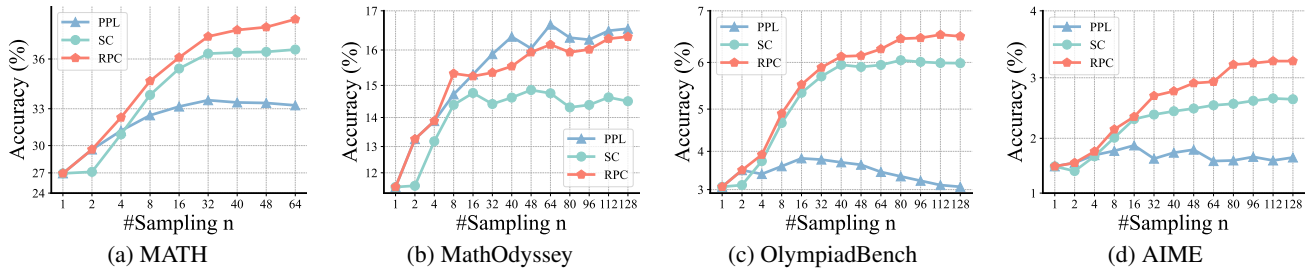 Accuracy (%)
36
33
30
27
24
PPL
SC
RPC
1 2 4 8 16 32 40 48 64
#Sampling n
(a) MATH
Accuracy (%)
17
16
15
14
13
12
PPL
SC
RPC
1 2 4 8 16 32 40 48 64 80 96 112 128
#Sampling n
(b) MathOdyssey
Accuracy (%)
7
6
5
4
3
PPL
SC
RPC
1 2 4 8 16 32 40 48 64 80 96 112 128
#Sampling n
(c) OlympiadBench
Accuracy (%)
4
3
2
1
PPL
SC
RPC
1 2 4 8 16 32 40 48 64 80 96 112 128
#Sampling n
(d) AIME